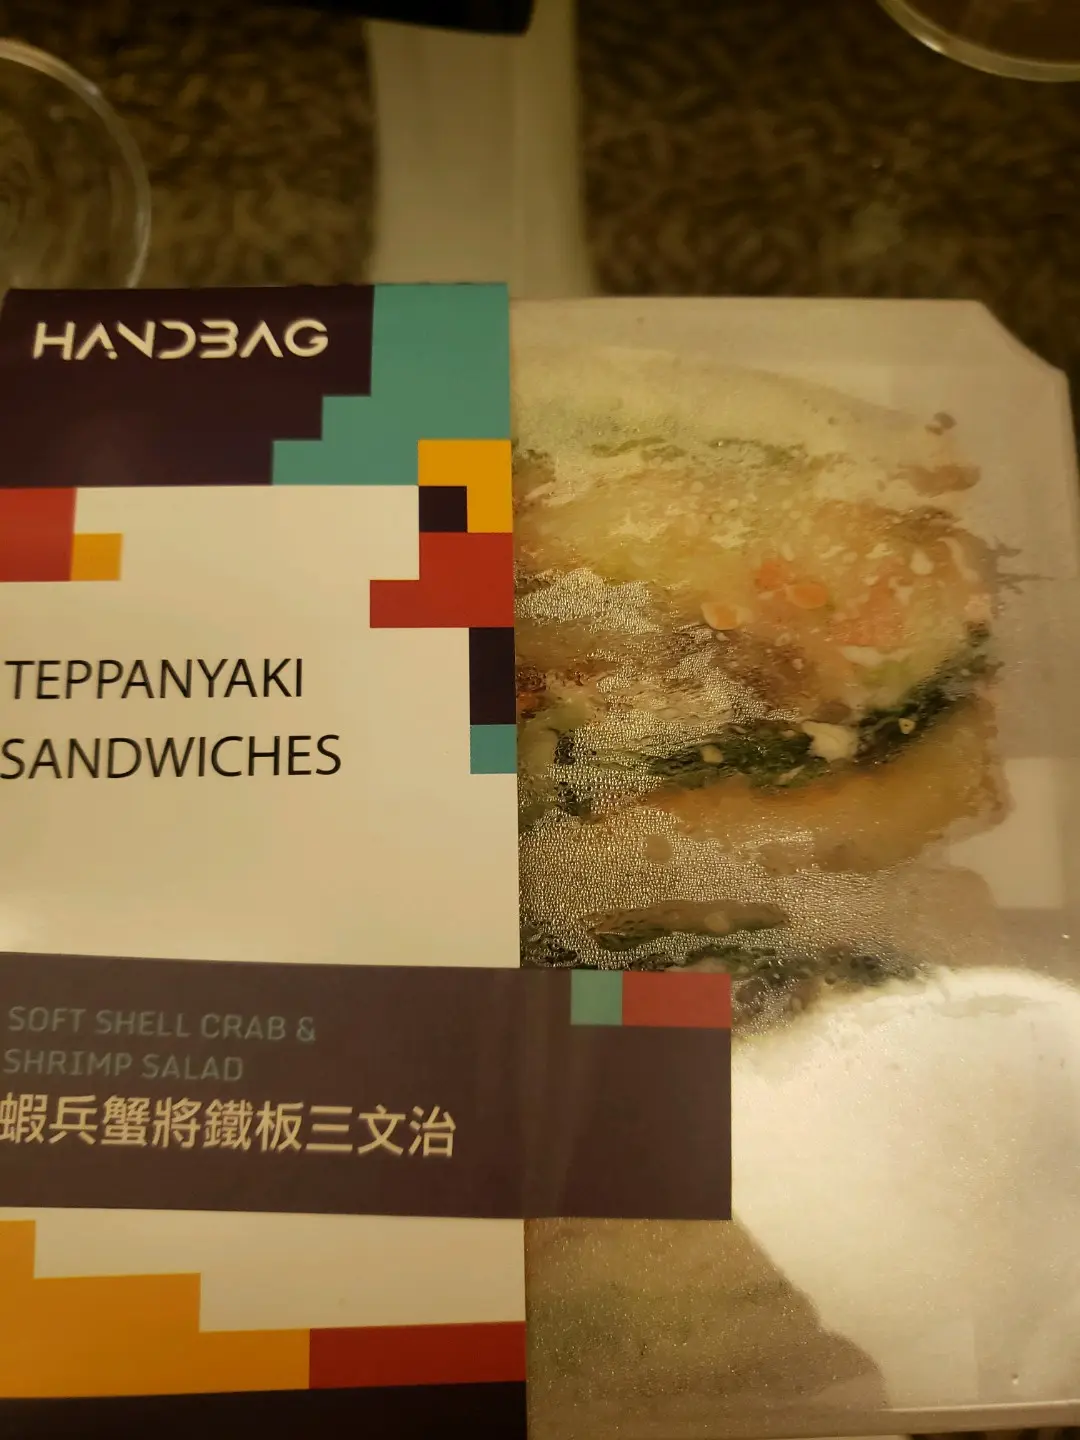 HANDBAG
TEPPANYAKI
SANDWICHES
SOFT SHELL CRAB &
SHRIMP SALAD
蝦兵蟹將鐵板三文治